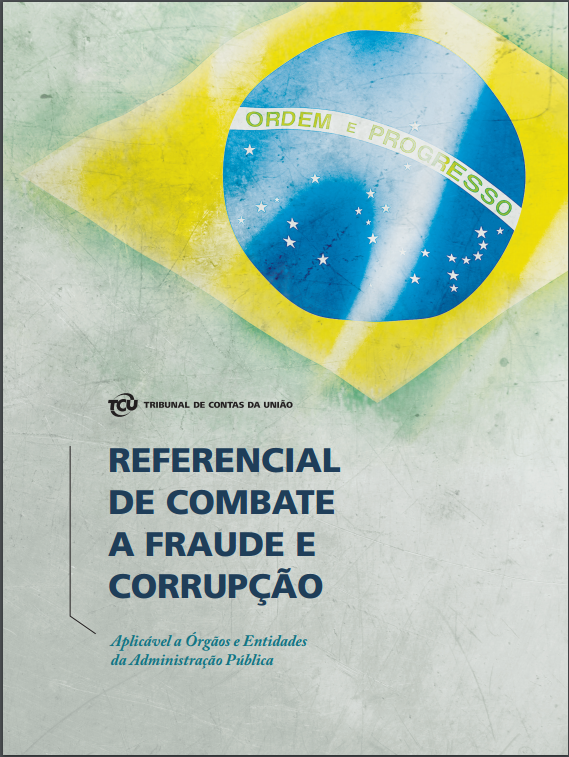 ORDEM E PROGRESSO
TCU TRIBUNAL DE CONTAS DA UNIÃO
REFERENCIAL
DE COMBATE
A FRAUDE E
CORRUPÇÃO
Aplicável a Órgãos e Entidades
da Administração Pública